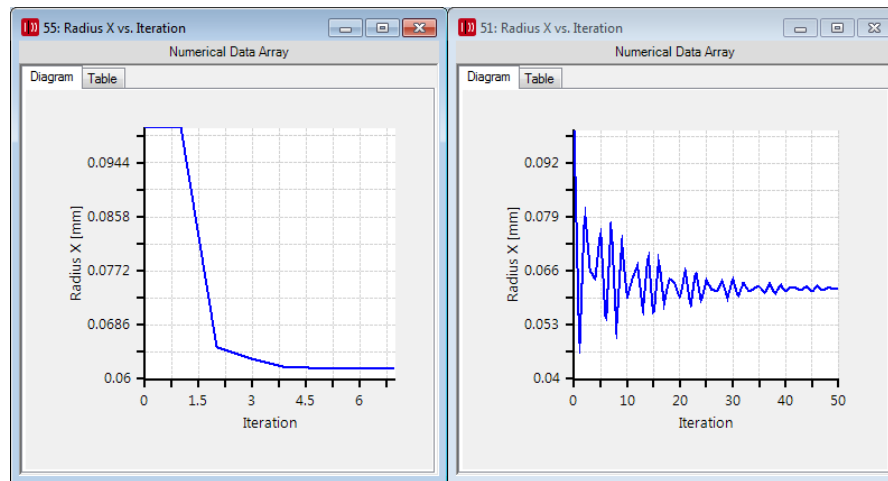 55: Radius X vs. Iteration
Numerical Data Array
Diagram Table
Radius X [mm]
0.0944
0.0858
0.0772
0.0686
0.06
0 1.5 3 4.5 6
Iteration
51: Radius X vs. Iteration
Numerical Data Array
Diagram Table
Radius X [mm]
0.092
0.079
0.066
0.053
0.04
0 10 20 30 40 50
Iteration